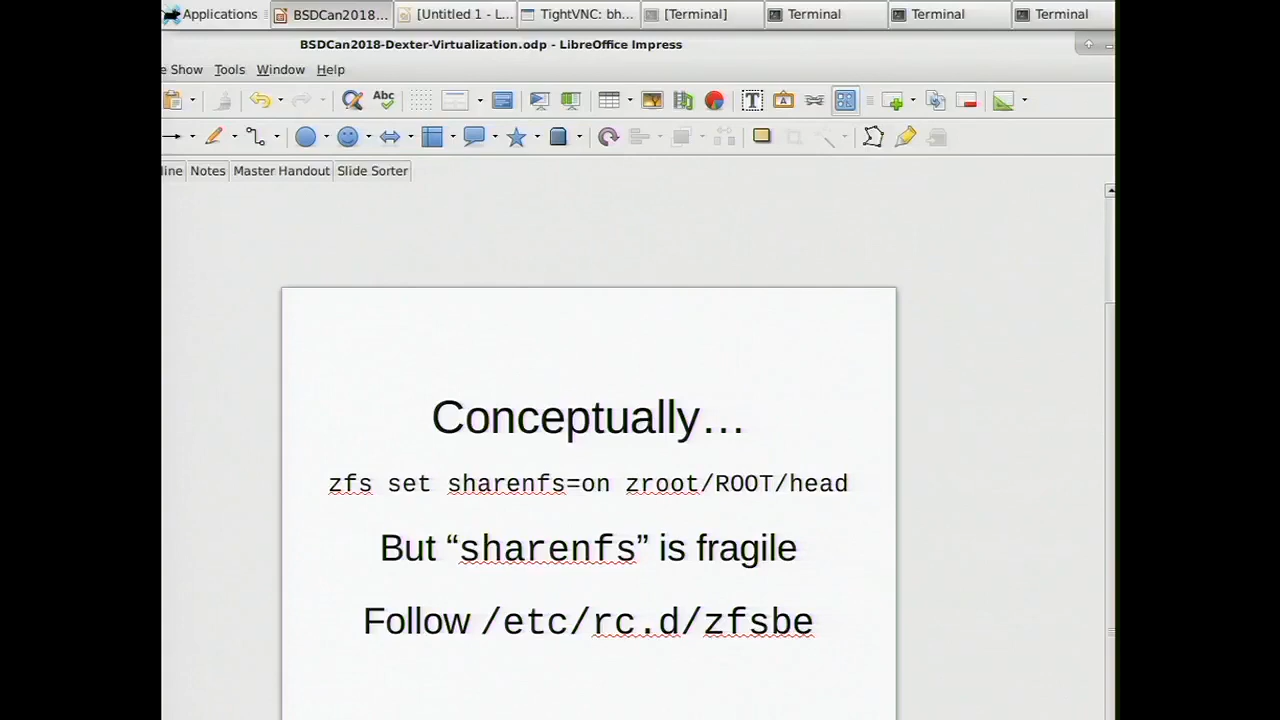 Applications
BSDCan2018...
[Untitled 1 - L...
TightVNC: bh...
[Terminal]
Terminal
Terminal
Terminal
BSDCan2018-Dexter-Virtualization.odp - LibreOffice Impress
e Show Tools Window Help
Abc
T
A
line Notes Master Handout Slide Sorter
Conceptually…
zfs set sharenfs=on zroot/ROOT/head
But “sharenfs” is fragile
Follow /etc/rc.d/zfsbe